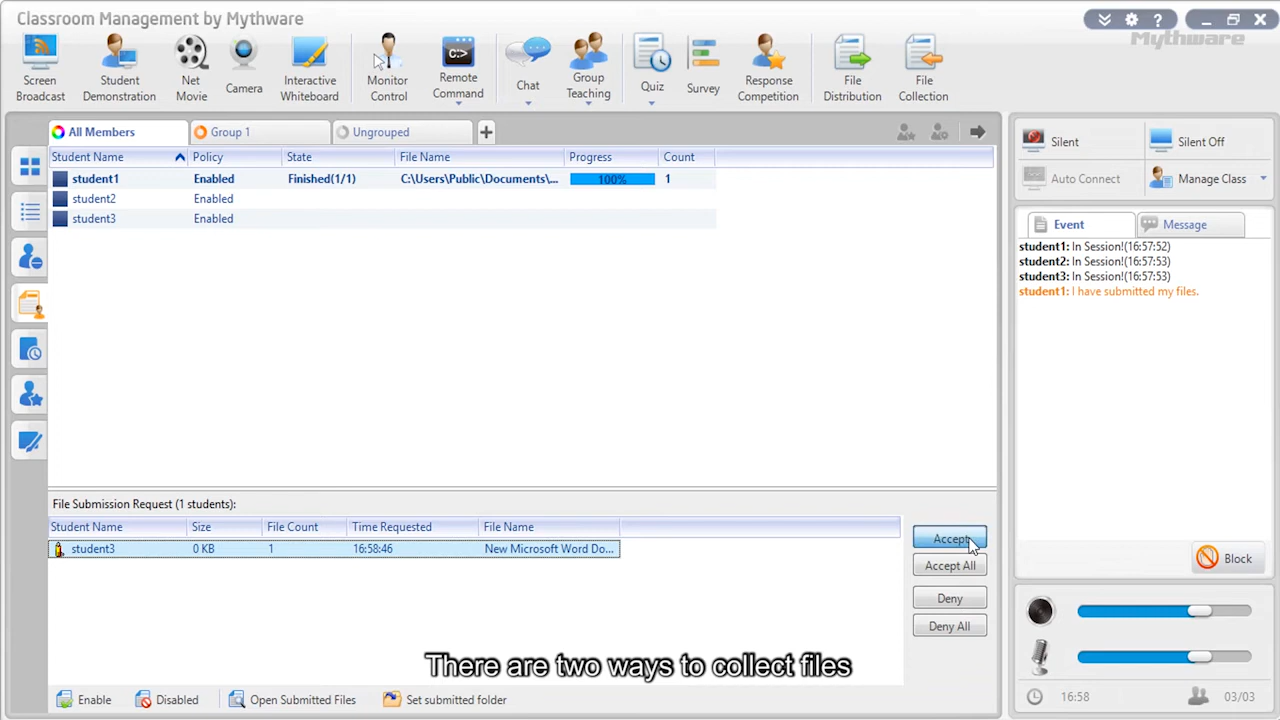 Classroom Management by Mythware
Mythware
Screen Broadcast
Student Demonstration
Net Movie
Camera
Interactive Whiteboard
Monitor Control
Remote Command
Chat
Group Teaching
Quiz
Survey
Response Competition
File Distribution
File Collection
All Members Group 1 Ungrouped
Student Name Policy State File Name Progress Count
student1 Enabled Finished(1/1) C:\Users\Public\Documents\... 100% 1
student2 Enabled
student3 Enabled
File Submission Request (1 students):
Student Name Size File Count Time Requested File Name
student3 0 KB 1 16:58:46 New Microsoft Word Do...
Accept
Accept All
Deny
Deny All
There are two ways to collect files
Enable Disabled Open Submitted Files Set submitted folder
Silent Silent Off
Auto Connect Manage Class
Event Message
student1: In Session!(16:57:52)
student2: In Session!(16:57:53)
student3: In Session!(16:57:53)
student1: I have submitted my files.
Block
16:58 03/03